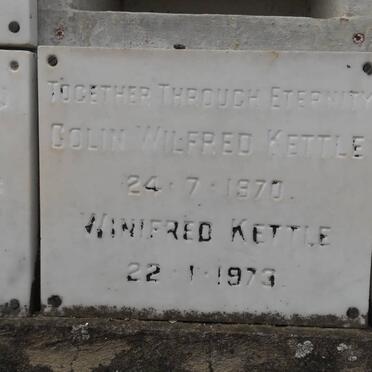 TOGETHER THROUGH ETERNITY
COLIN WILFRED KETTLE
24·7·1970.
WINIFRED KETTLE
22·1·1973.